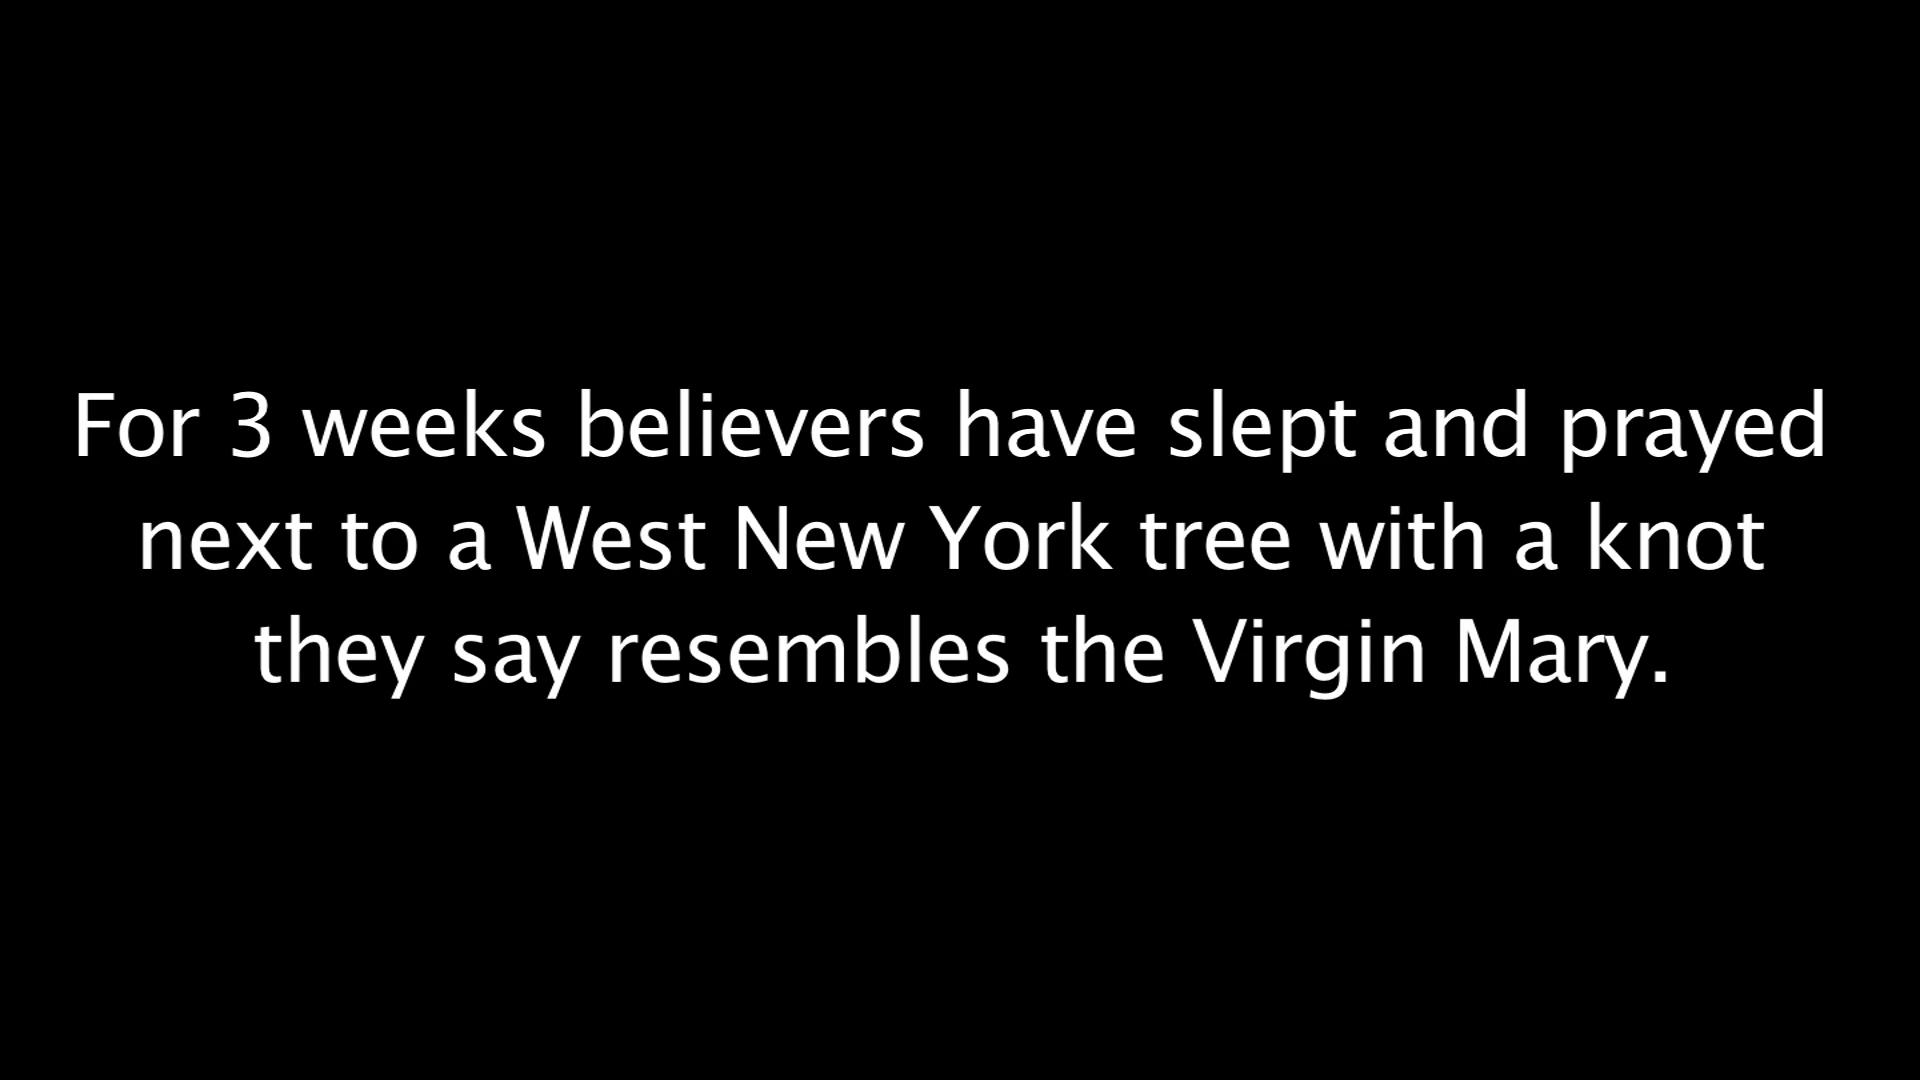 For 3 weeks believers have slept and prayed
next to a West New York tree with a knot
they say resembles the Virgin Mary.